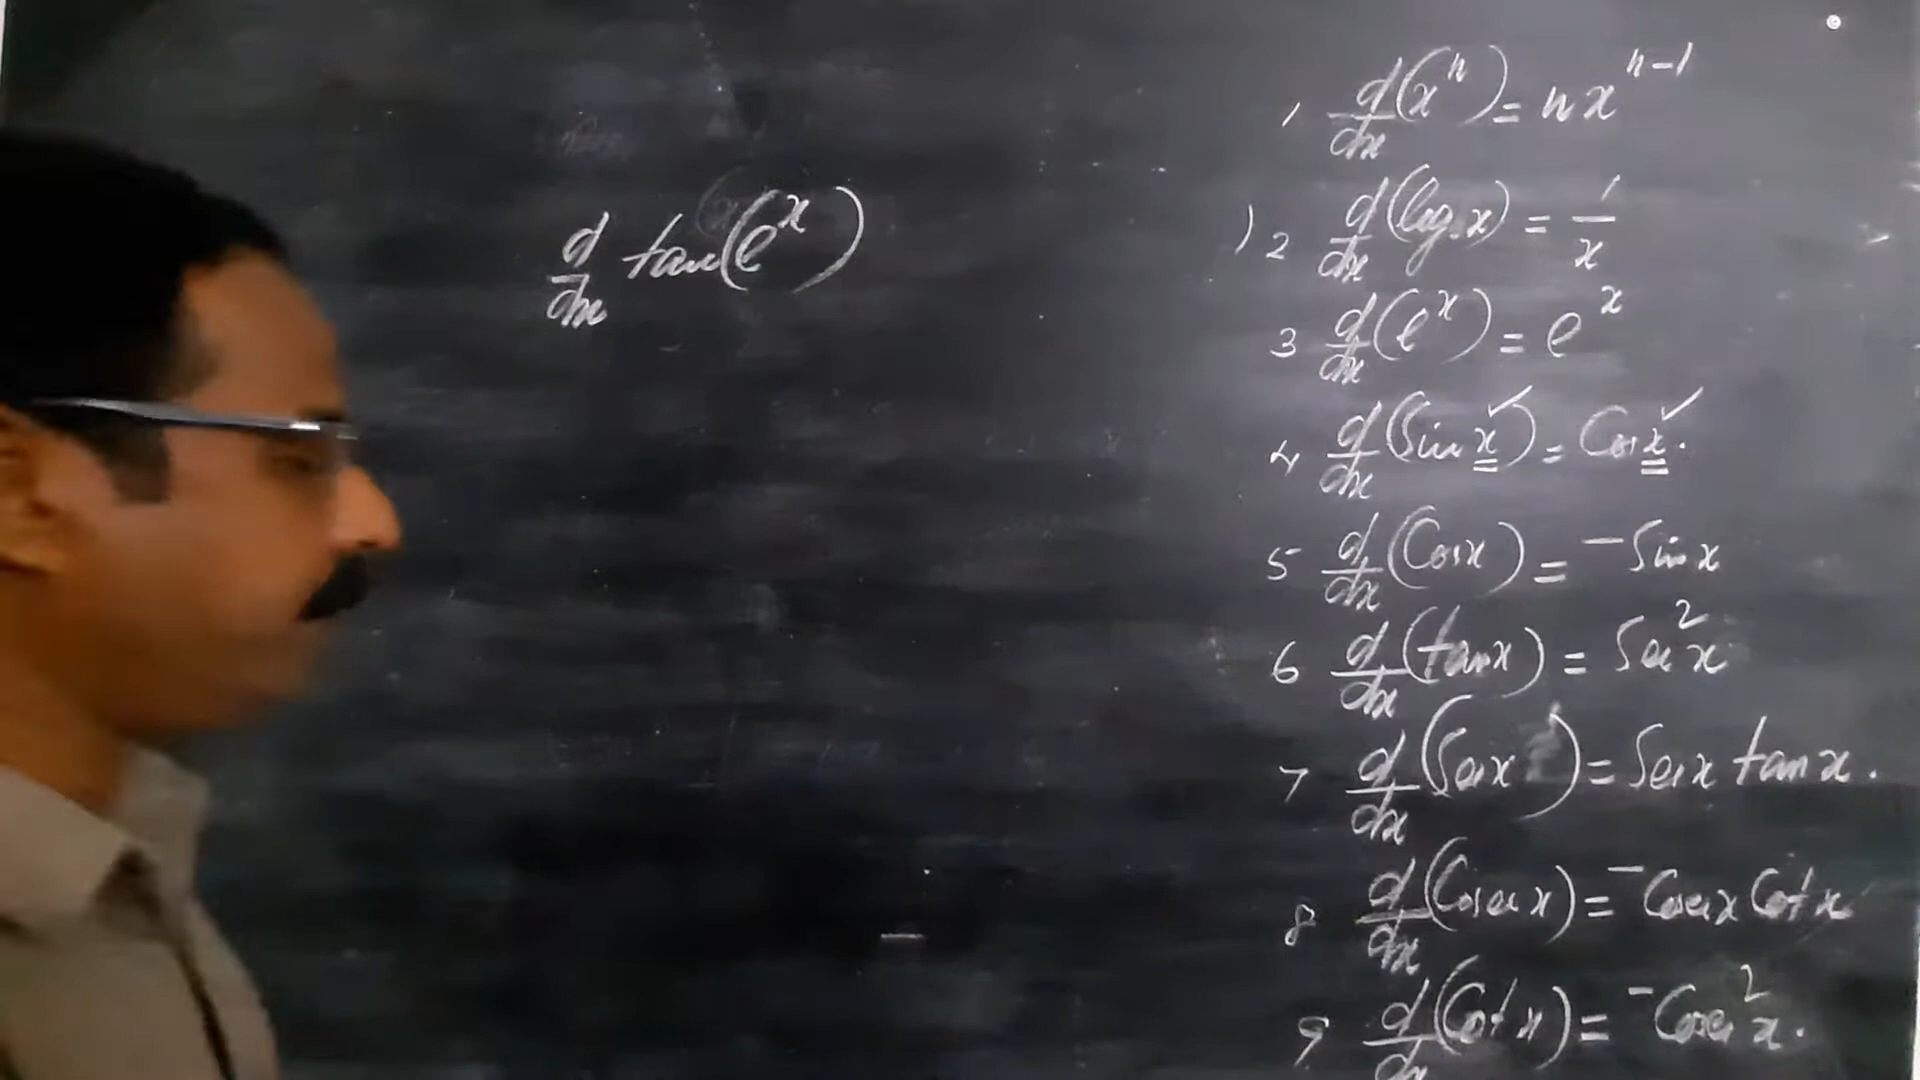 d/dx tan(e^x)
1 d/dx (x^n) = nx^(n-1)
2 d/dx (log x) = 1/x
3 d/dx (e^x) = e^x
4 d/dx (Sin x) = Cos x.
5 d/dx (Cos x) = -Sin x
6 d/dx (tan x) = Sec^2 x
7 d/dx (Sec x) = Sec x tan x.
8 d/dx (Cosec x) = -Cosec x Cot x
9 d/dx (Cot x) = -Cosec^2 x.